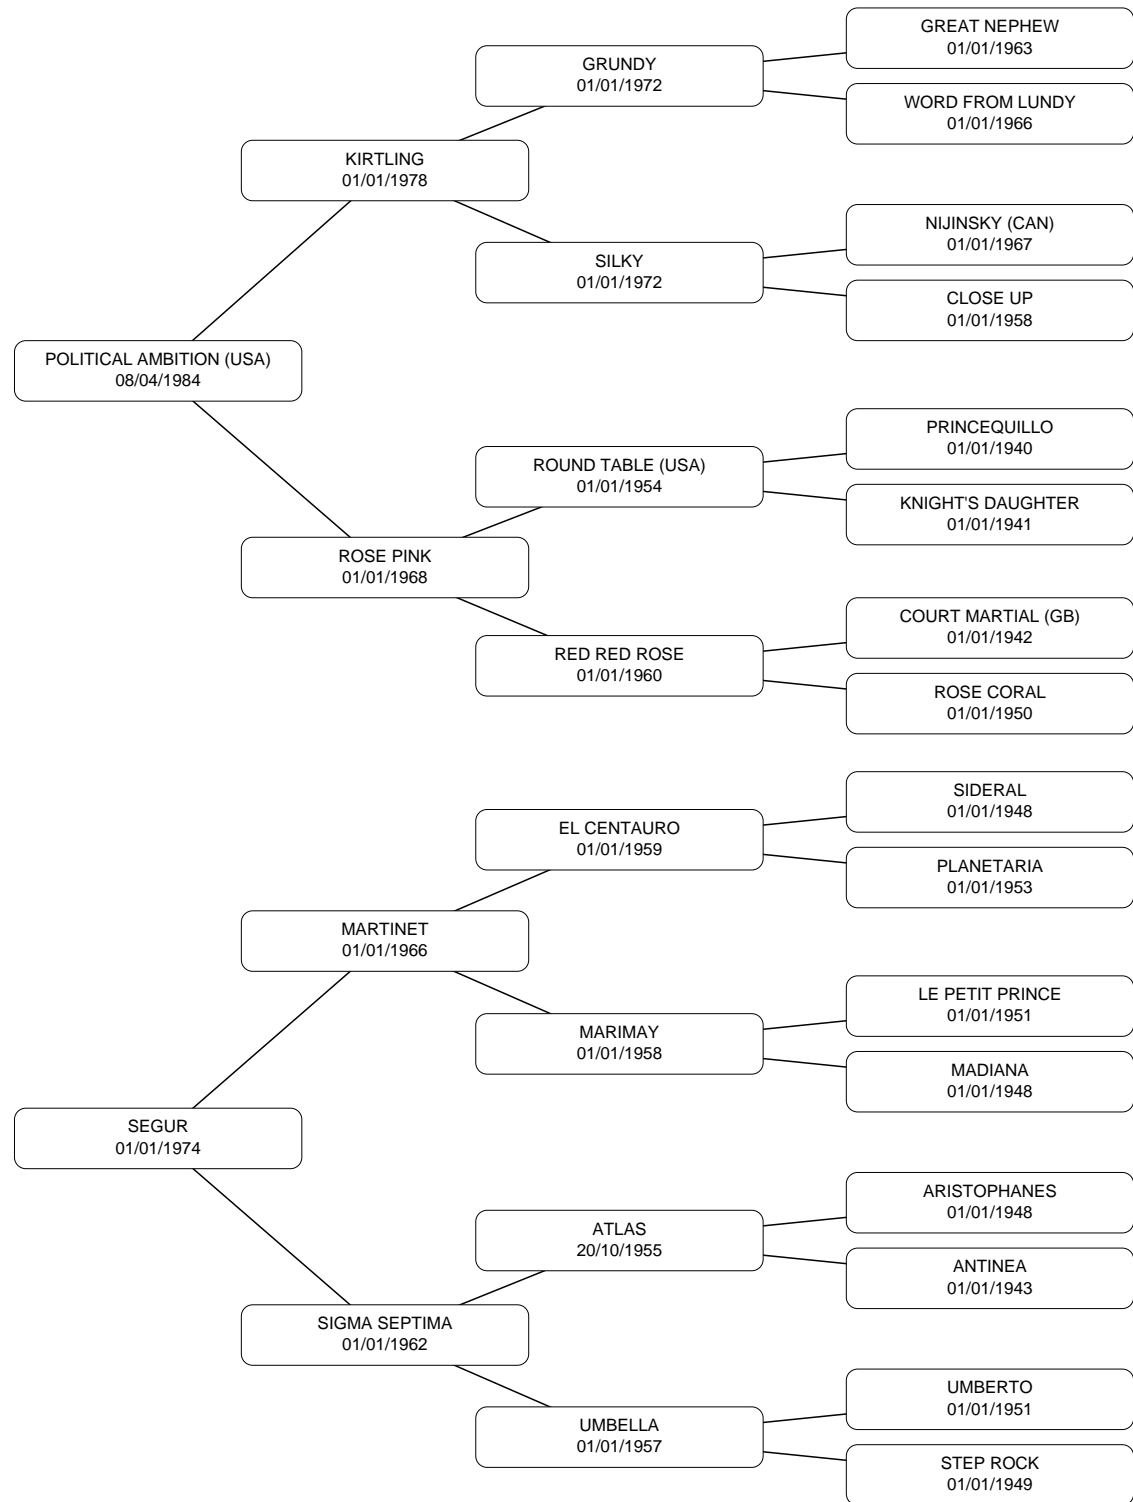 GREAT NEPHEW
01/01/1963
GRUNDY
01/01/1972
WORD FROM LUNDY
01/01/1966
KIRTLING
01/01/1978
NIJINSKY (CAN)
01/01/1967
SILKY
01/01/1972
CLOSE UP
01/01/1958
POLITICAL AMBITION (USA)
08/04/1984
PRINCEQUILLO
01/01/1940
ROUND TABLE (USA)
01/01/1954
KNIGHT'S DAUGHTER
01/01/1941
ROSE PINK
01/01/1968
COURT MARTIAL (GB)
01/01/1942
RED RED ROSE
01/01/1960
ROSE CORAL
01/01/1950
SIDERAL
01/01/1948
EL CENTAURO
01/01/1959
PLANETARIA
01/01/1953
MARTINET
01/01/1966
LE PETIT PRINCE
01/01/1951
MARIMAY
01/01/1958
MADIANA
01/01/1948
SEGUR
01/01/1974
ARISTOPHANES
01/01/1948
ATLAS
20/10/1955
ANTINEA
01/01/1943
SIGMA SEPTIMA
01/01/1962
UMBERTO
01/01/1951
UMBELLA
01/01/1957
STEP ROCK
01/01/1949